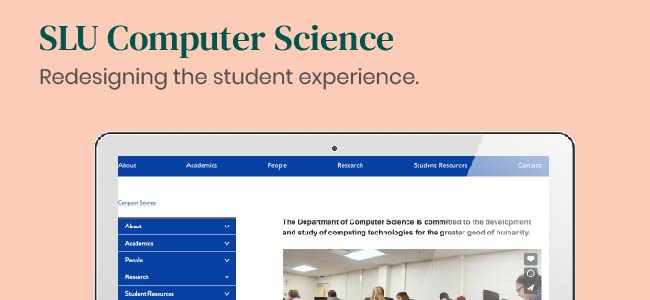 SLU Computer Science
Redesigning the student experience.
About Academics People Research Student Resources Contact
Computer Science
About
Academics
People
Research
Student Resources
The Department of Computer Science is committed to the development
and study of computing technologies for the greater good of humanity.